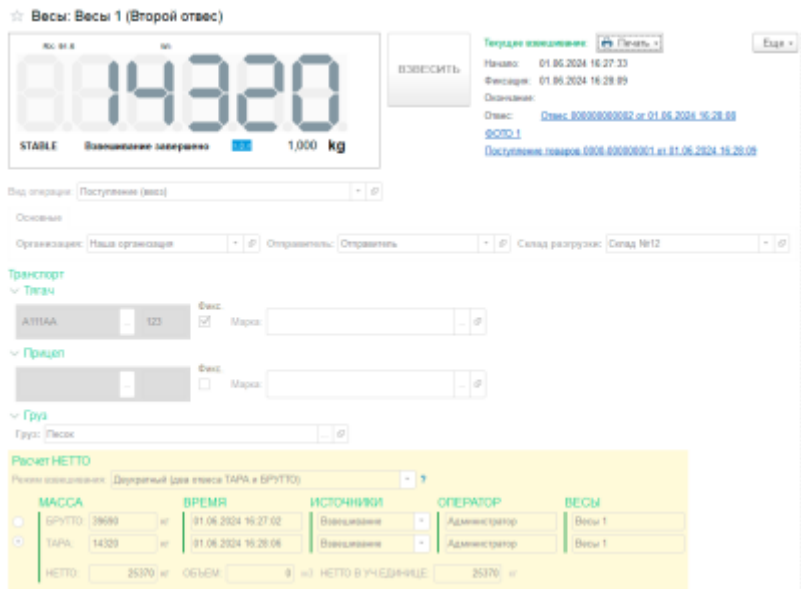 Весы: Весы 1 (Второй отвес)
14320
STABLE Взвешивание завершено 1,000 kg
ВЗВЕСИТЬ
Текущее взвешивание Печать Еще
Начало: 01.06.2024 16:27:33
Фиксация: 01.06.2024 16:28:09
Окончание:
Отвес: Отвес 000000000002 от 01.06.2024 16:28:08
ФОТО 1
Поступление товаров 0000-000000001 от 01.06.2024 16:28:09
Вид операции: Поступление (ввоз)
Основные
Организация: Наша организация Отправитель: Отправитель Склад разгрузки: Склад №12
Транспорт
Тягач
Фикс.
А111АА ... 123 Марка: ...
Прицеп
Фикс.
... Марка: ...
Груз
Груз: Песок ...
Расчет НЕТТО
Режим взвешивания: Двукратный (два отвеса ТАРА и БРУТТО) ?
МАССА ВРЕМЯ ИСТОЧНИКИ ОПЕРАТОР ВЕСЫ
БРУТТО: 39690 кг 01.06.2024 16:27:02 Взвешивание Администратор Весы 1
ТАРА: 14320 кг 01.06.2024 16:28:06 Взвешивание Администратор Весы 1
НЕТТО: 25370 кг ОБЪЕМ: 0 м3 НЕТТО В УЧ.ЕДИНИЦЕ: 25370 кг